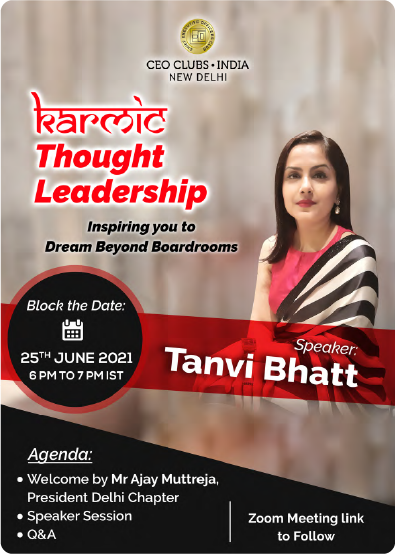 CEO CLUBS • INDIA
NEW DELHI
karmic
Thought
Leadership
Inspiring you to
Dream Beyond Boardrooms
Block the Date:
25TH JUNE 2021
6 PM TO 7 PM IST
Speaker:
Tanvi Bhatt
Agenda:
• Welcome by Mr Ajay Muttreja,
President Delhi Chapter
• Speaker Session
• Q&A
Zoom Meeting link
to Follow